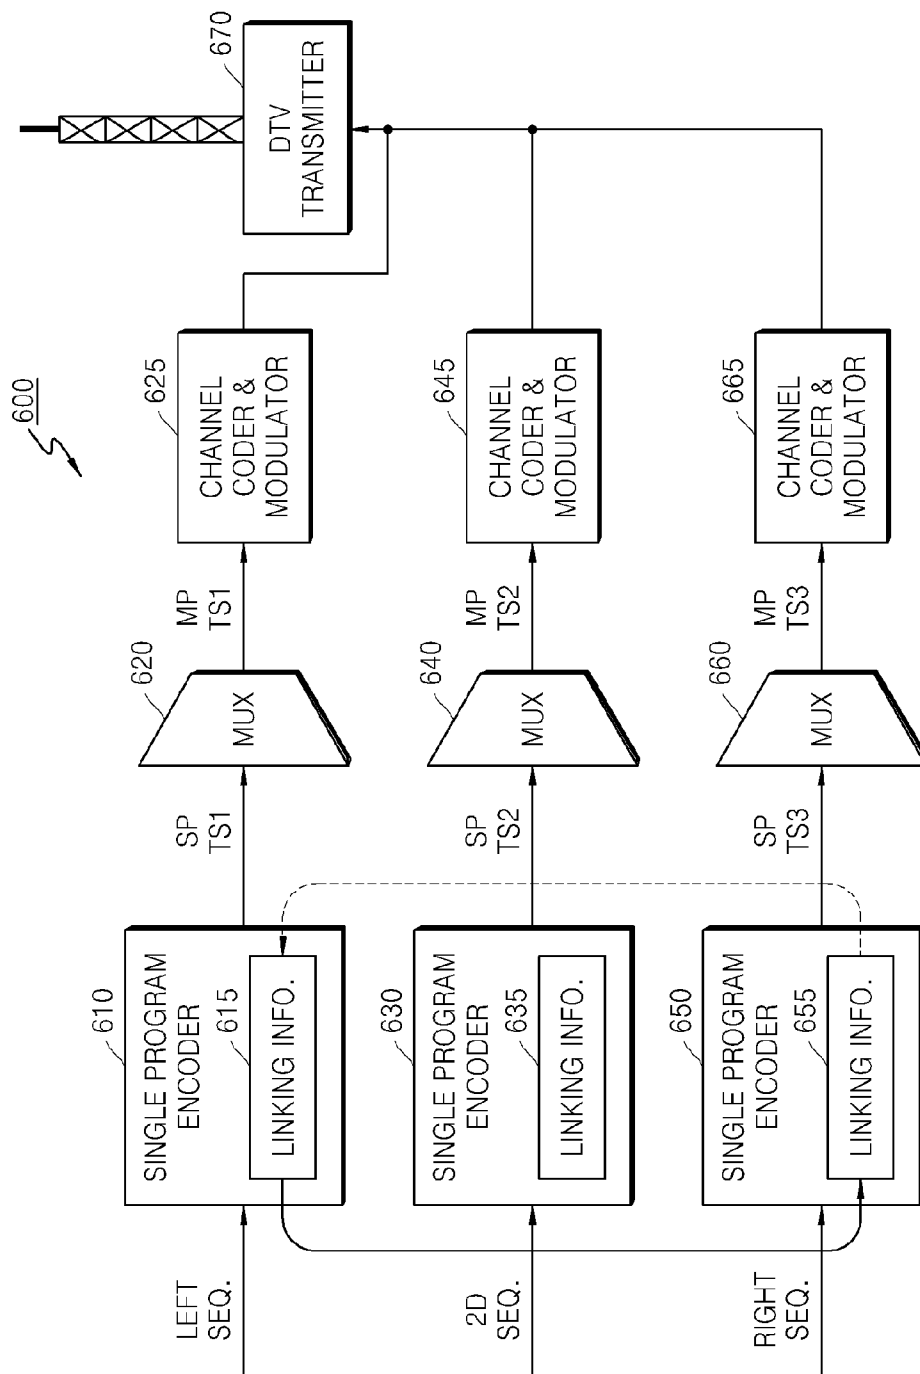 600
LEFT
SEQ.
610
SINGLE PROGRAM
ENCODER
615
LINKING INFO.
SP
TS1
620
MUX
MP
TS1
625
CHANNEL
CODER &
MODULATOR
670
DTV
TRANSMITTER
2D
SEQ.
630
SINGLE PROGRAM
ENCODER
635
LINKING INFO.
SP
TS2
640
MUX
MP
TS2
645
CHANNEL
CODER &
MODULATOR
RIGHT
SEQ.
650
SINGLE PROGRAM
ENCODER
655
LINKING INFO.
SP
TS3
660
MUX
MP
TS3
665
CHANNEL
CODER &
MODULATOR